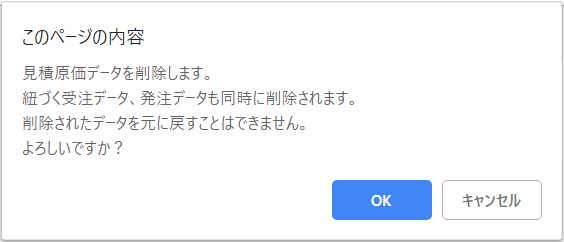 このページの内容
見積原価データを削除します。
紐づく受注データ、発注データも同時に削除されます。
削除されたデータを元に戻すことはできません。
よろしいですか？
OK
キャンセル